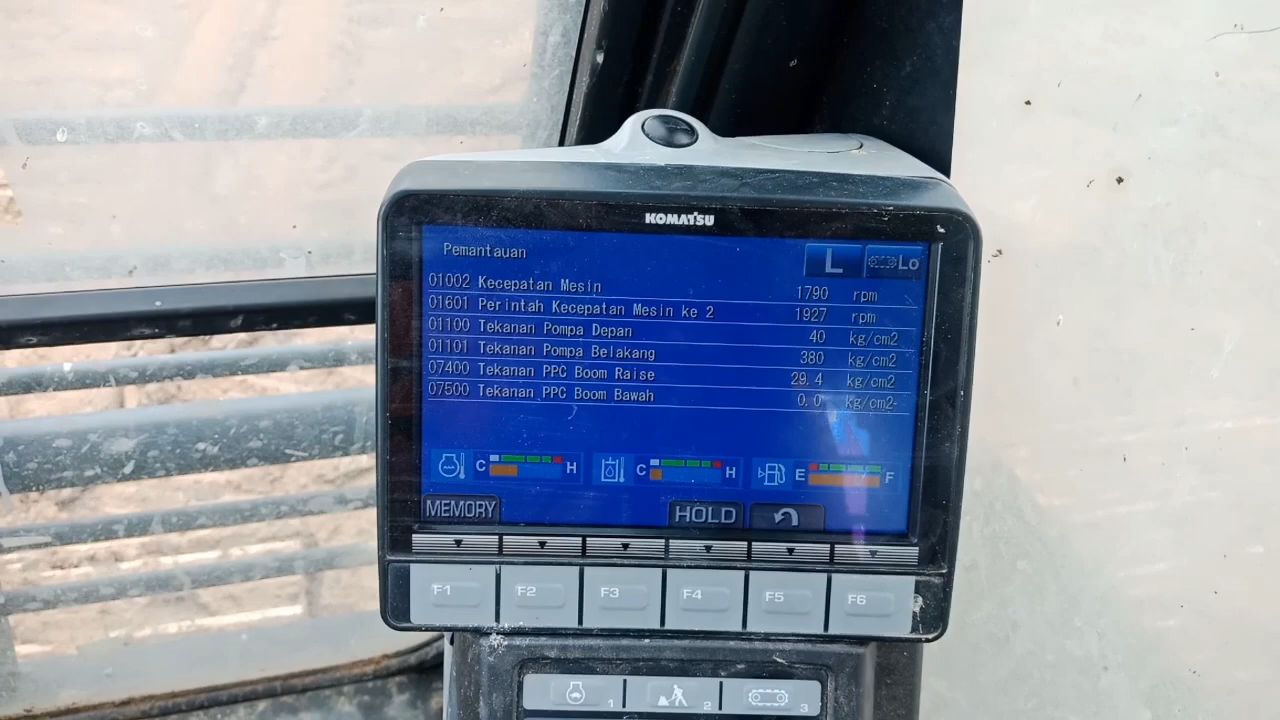 KOMATSU
Pemantauan L Lo
01002 Kecepatan Mesin 1790 rpm
01601 Perintah Kecepatan Mesin ke 2 1927 rpm
01100 Tekanan Pompa Depan 40 kg/cm2
01101 Tekanan Pompa Belakang 380 kg/cm2
07400 Tekanan PPC Boom Raise 29.4 kg/cm2
07500 Tekanan PPC Boom Bawah 0.0 kg/cm2
C H C H E F
MEMORY HOLD
F1 F2 F3 F4 F5 F6
1 2 3